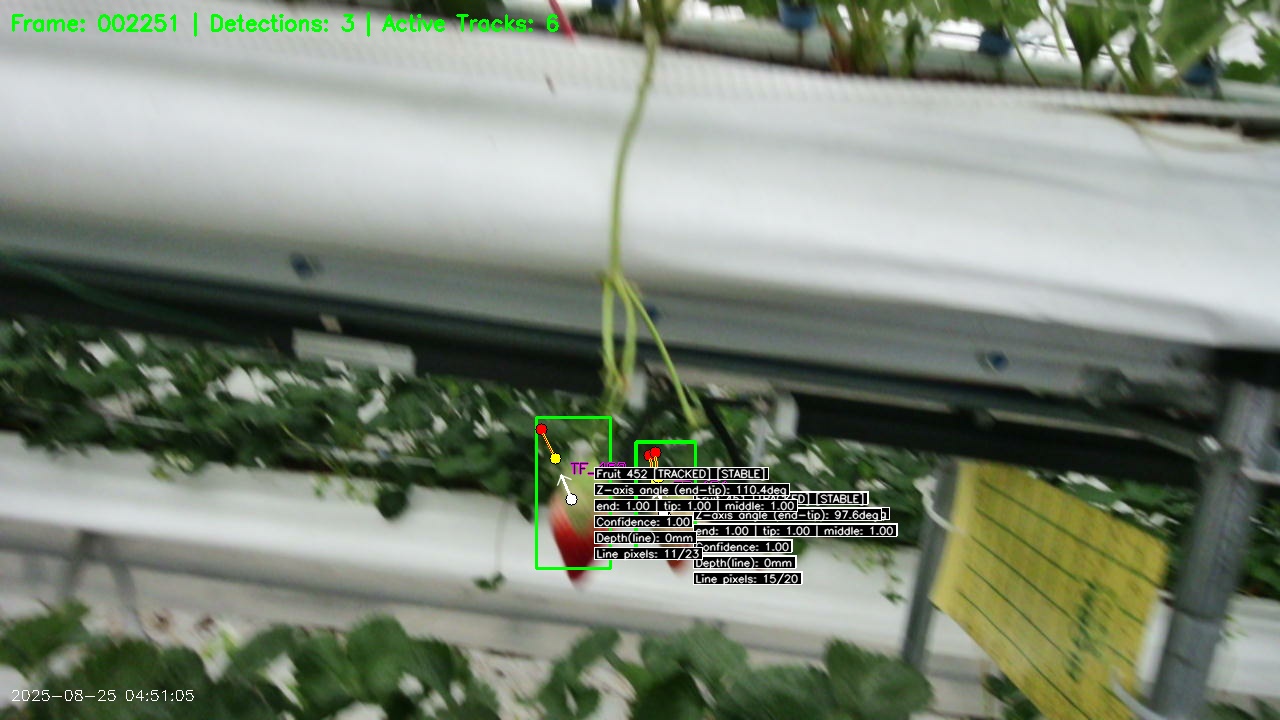 Frame: 002251 | Detections: 3 | Active Tracks: 6
Fruit 452 [TRACKED] [STABLE]
Z-axis angle (end-tip): 110.4deg
end: 1.00 | tip: 1.00 | middle: 1.00
Confidence: 1.00
Depth(line): 0mm
Line pixels: 11/23
[STABLE]
Z-axis angle (end-tip): 97.6deg
end: 1.00 | tip: 1.00 | middle: 1.00
Confidence: 1.00
Depth(line): 0mm
Line pixels: 15/20
2025-08-25 04:51:05